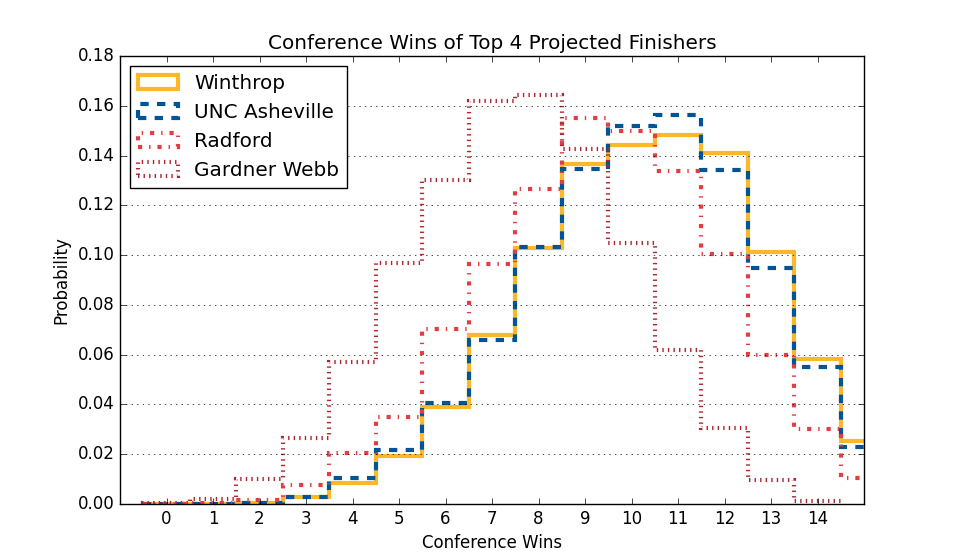 Conference Wins of Top 4 Projected Finishers
Winthrop
UNC Asheville
Radford
Gardner Webb
Probability
0.18
0.16
0.14
0.12
0.10
0.08
0.06
0.04
0.02
0.00
0 1 2 3 4 5 6 7 8 9 10 11 12 13 14
Conference Wins